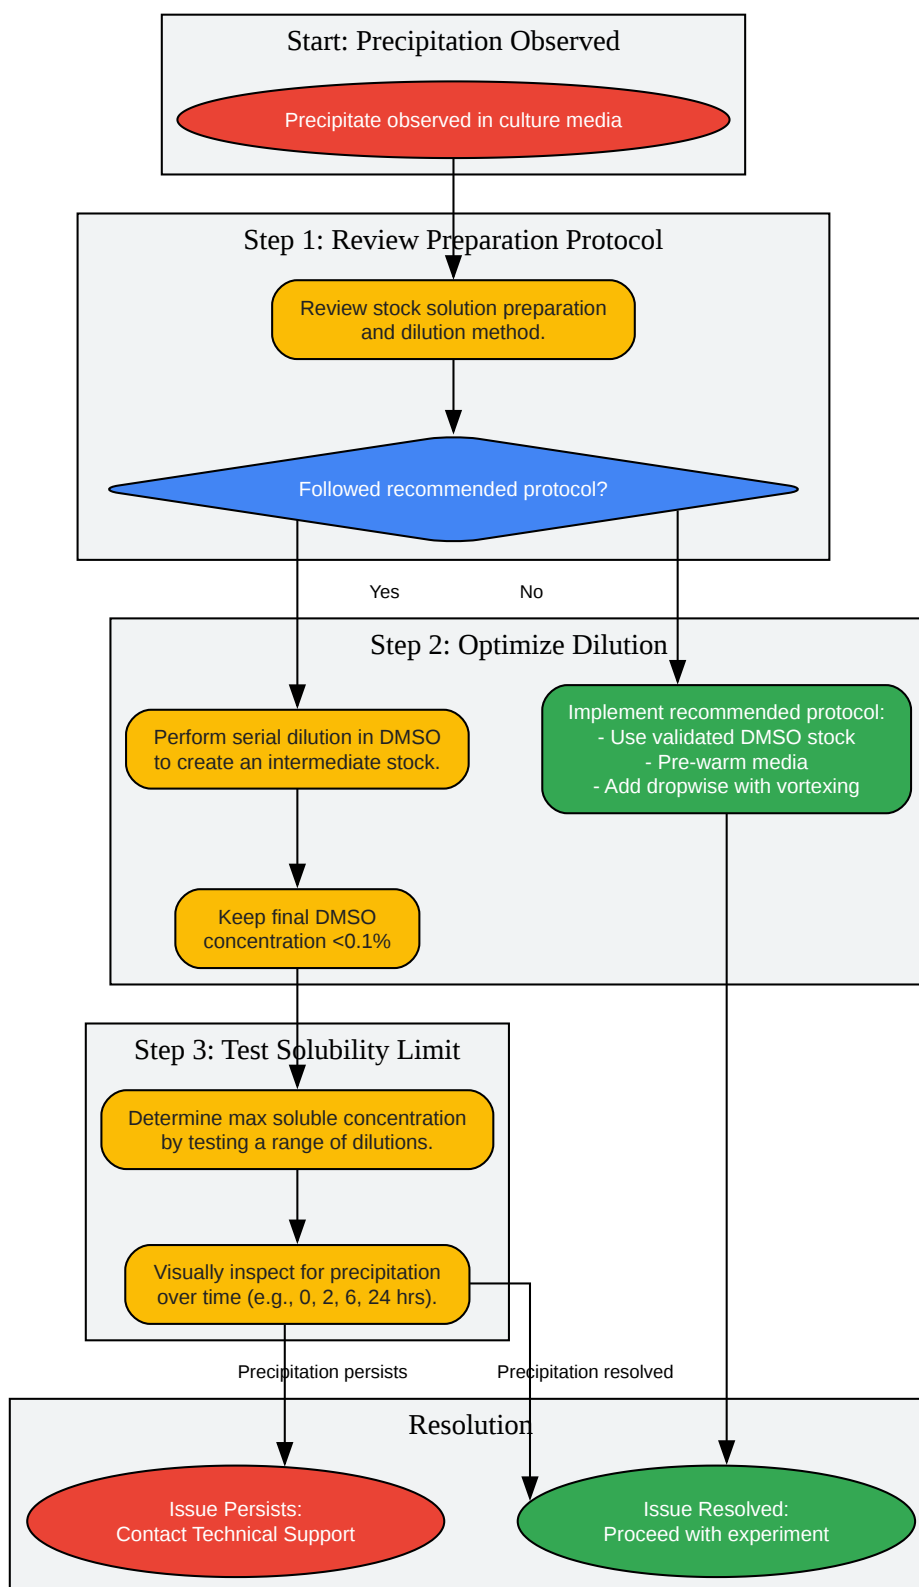 Start: Precipitation Observed
Precipitate observed in culture media
Step 1: Review Preparation Protocol
Review stock solution preparation
and dilution method.
Followed recommended protocol?
Yes
No
Step 2: Optimize Dilution
Perform serial dilution in DMSO
to create an intermediate stock.
Implement recommended protocol:
- Use validated DMSO stock
- Pre-warm media
- Add dropwise with vortexing
Keep final DMSO
concentration <0.1%
Step 3: Test Solubility Limit
Determine max soluble concentration
by testing a range of dilutions.
Visually inspect for precipitation
over time (e.g., 0, 2, 6, 24 hrs).
Precipitation persists
Precipitation resolved
Resolution
Issue Persists:
Contact Technical Support
Issue Resolved:
Proceed with experiment